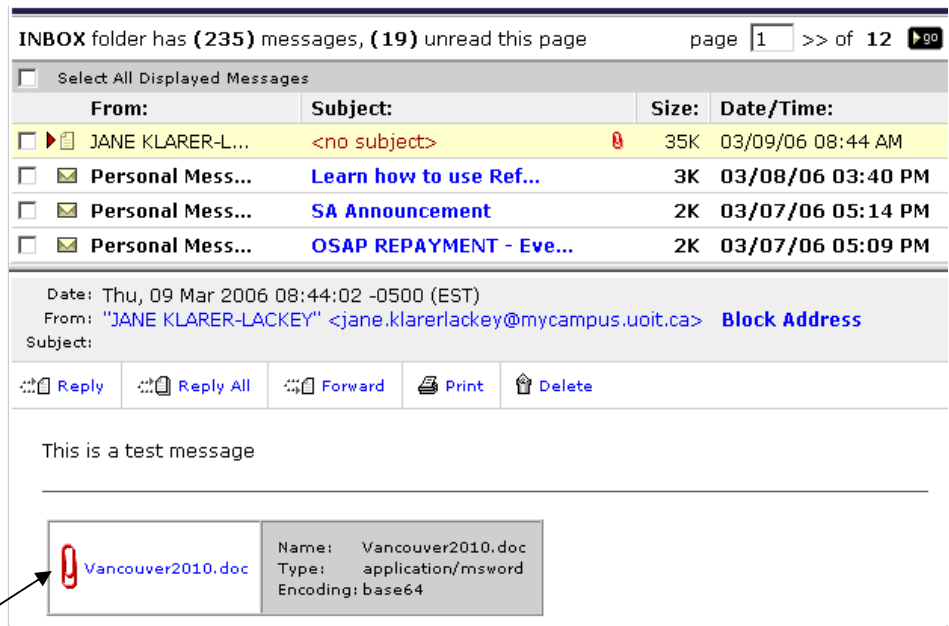 INBOX folder has (235) messages, (19) unread this page page 1 >> of 12 go
Select All Displayed Messages
From: Subject: Size: Date/Time:
JANE KLARER-L... <no subject> 35K 03/09/06 08:44 AM
Personal Mess... Learn how to use Ref... 3K 03/08/06 03:40 PM
Personal Mess... SA Announcement 2K 03/07/06 05:14 PM
Personal Mess... OSAP REPAYMENT - Eve... 2K 03/07/06 05:09 PM
Date: Thu, 09 Mar 2006 08:44:02 -0500 (EST)
From: "JANE KLARER-LACKEY" <jane.klarerlackey@mycampus.uoit.ca> Block Address
Subject:
Reply Reply All Forward Print Delete
This is a test message
Vancouver2010.doc
Name: Vancouver2010.doc
Type: application/msword
Encoding: base64